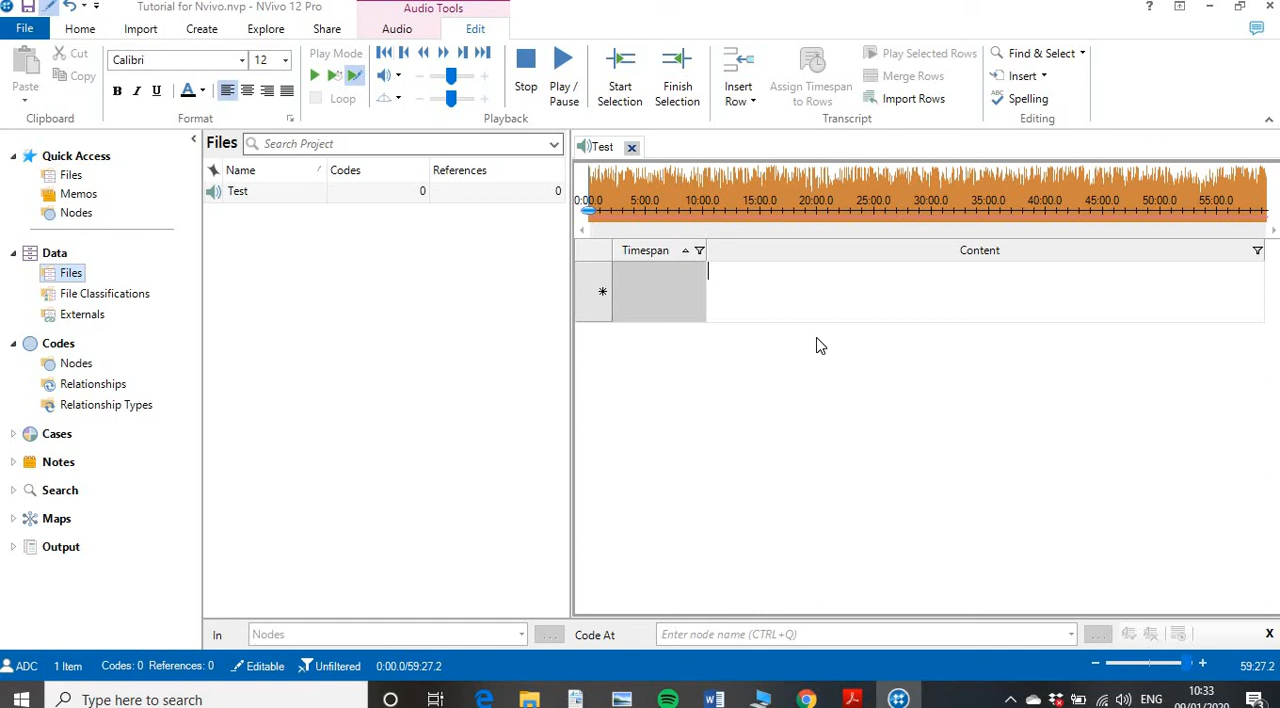 Tutorial for Nvivo.nvp - NVivo 12 Pro
Audio Tools
File Home Import Create Explore Share Audio Edit
Paste
Cut
Copy
Clipboard
Calibri 12
B I U A
Format
Play Mode
Loop
Stop
Play /
Pause
Playback
Start
Selection
Finish
Selection
Insert
Row
Assign Timespan
to Rows
Play Selected Rows
Merge Rows
Import Rows
Transcript
Find & Select
Insert
Spelling
Editing
Quick Access
Files
Memos
Nodes
Data
Files
File Classifications
Externals
Codes
Nodes
Relationships
Relationship Types
Cases
Notes
Search
Maps
Output
Files Search Project
Name Codes References
Test 0 0
Test
0:00.0 5:00.0 10:00.0 15:00.0 20:00.0 25:00.0 30:00.0 35:00.0 40:00.0 45:00.0 50:00.0 55:00.0
Timespan Content
In Nodes ... Code At Enter node name (CTRL+Q) ... X
ADC 1 Item Codes: 0 References: 0 Editable Unfiltered 0:00.0/59:27.2 59:27.2
Type here to search
ENG
10:33
09/01/2020